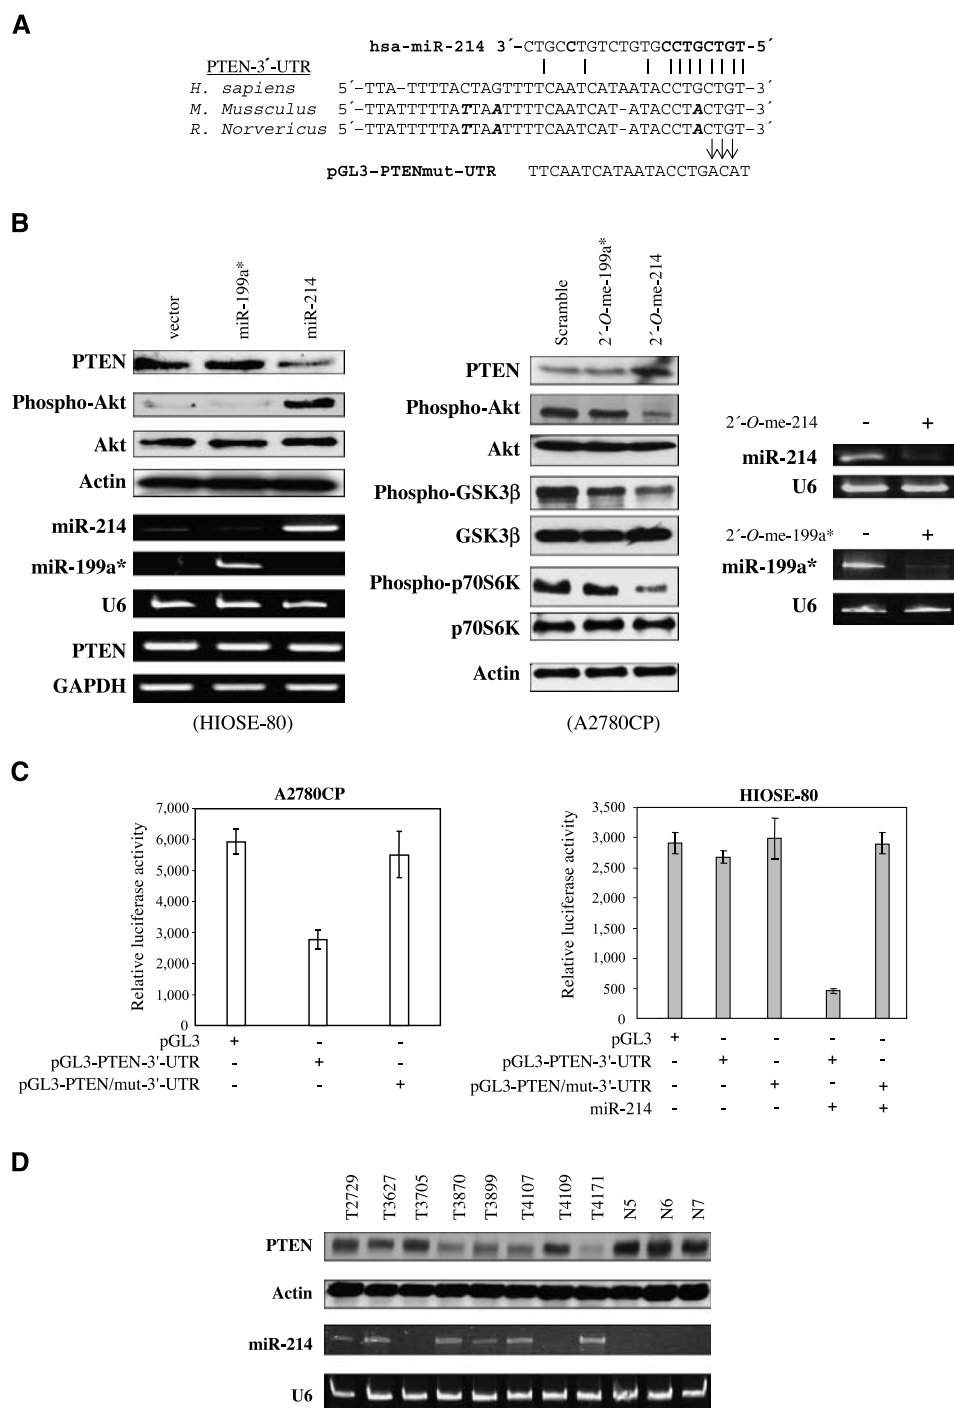 A
hsa-miR-214 3´-CTGCCTGTCTGTGCCTGCTGT-5´
PTEN-3´-UTR
H. sapiens 5´-TTA-TTTTACTAGTTTTCAATCATAATACCTGCTGT-3´
M. Mussculus 5´-TTATTTTTATTAATTTTCAATCAT-ATACCTACTGT-3´
R. Norvericus 5´-TTATTTTTATTAATTTTCAATCAT-ATACCTACTGT-3´
pGL3-PTENmut-UTR TTCAATCATAATACCTGACAT
B
vector miR-199a* miR-214
PTEN
Phospho-Akt
Akt
Actin
miR-214
miR-199a*
U6
PTEN
GAPDH
(HIOSE-80)
Scramble 2´-O-me-199a* 2´-O-me-214
PTEN
Phospho-Akt
Akt
Phospho-GSK3β
GSK3β
Phospho-p70S6K
p70S6K
Actin
(A2780CP)
2´-O-me-214 - +
miR-214
U6
2´-O-me-199a* - +
miR-199a*
U6
C
A2780CP
Relative luciferase activity
7,000
6,000
5,000
4,000
3,000
2,000
1,000
0
pGL3 + - -
pGL3-PTEN-3'-UTR - + -
pGL3-PTEN/mut-3'-UTR - - +
HIOSE-80
Relative luciferase activity
3,500
3,000
2,500
2,000
1,500
1,000
500
0
pGL3 + - - - -
pGL3-PTEN-3'-UTR - + - + -
pGL3-PTEN/mut-3'-UTR - - + - +
miR-214 - - - + +
D
T2729 T3627 T3705 T3870 T3899 T4107 T4109 T4171 N5 N6 N7
PTEN
Actin
miR-214
U6